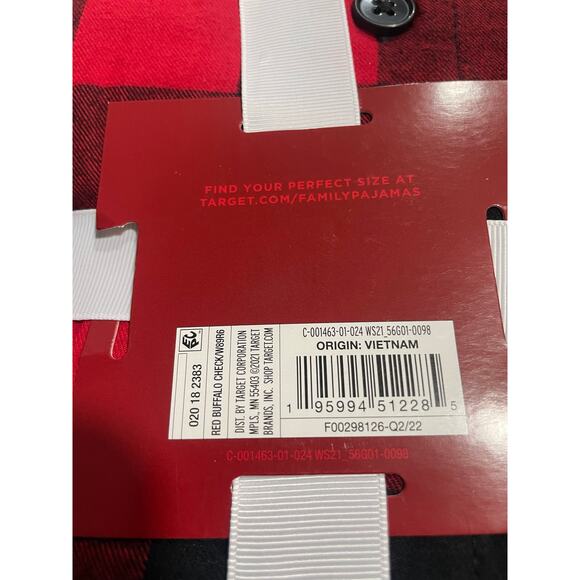 FIND YOUR PERFECT SIZE AT
TARGET.COM/FAMILYPAJAMAS
020 18 2383
RED BUFFALO CHECK/W89R6
DIST. BY TARGET CORPORATION
MPLS, MN 55403 ©2021 TARGET
BRANDS, INC. SHOP TARGET.COM
C-001463-01-024 WS21_56G01-0098
ORIGIN: VIETNAM
1 95994 51228 5
F00298126-Q2/22
C-001463-01-024 WS21_56G01-0098